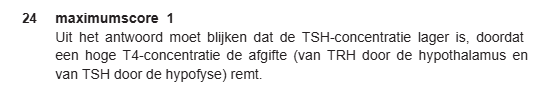 24 maximumscore 1
Uit het antwoord moet blijken dat de TSH-concentratie lager is, doordat
een hoge T4-concentratie de afgifte (van TRH door de hypothalamus en
van TSH door de hypofyse) remt.